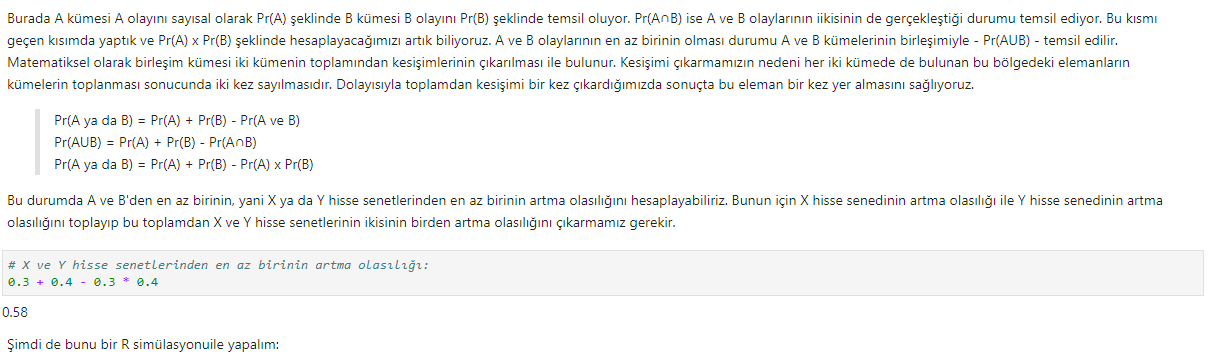 Burada A kümesi A olayını sayısal olarak Pr(A) şeklinde B kümesi B olayını Pr(B) şeklinde temsil oluyor. Pr(A∩B) ise A ve B olaylarının iikisinin de gerçekleştiği durumu temsil ediyor. Bu kısmı
geçen kısımda yaptık ve Pr(A) x Pr(B) şeklinde hesaplayacağımızı artık biliyoruz. A ve B olaylarının en az birinin olması durumu A ve B kümelerinin birleşimiyle - Pr(AUB) - temsil edilir.
Matematiksel olarak birleşim kümesi iki kümenin toplamından kesişimlerinin çıkarılması ile bulunur. Kesişimi çıkarmamızın nedeni her iki kümede de bulunan bu bölgedeki elemanların
kümelerin toplanması sonucunda iki kez sayılmasıdır. Dolayısıyla toplamdan kesişimi bir kez çıkardığımızda sonuçta bu eleman bir kez yer almasını sağlıyoruz.
Pr(A ya da B) = Pr(A) + Pr(B) - Pr(A ve B)
Pr(AUB) = Pr(A) + Pr(B) - Pr(A∩B)
Pr(A ya da B) = Pr(A) + Pr(B) - Pr(A) x Pr(B)
Bu durumda A ve B'den en az birinin, yani X ya da Y hisse senetlerinden en az birinin artma olasılığını hesaplayabiliriz. Bunun için X hisse senedinin artma olasılığı ile Y hisse senedinin artma
olasılığını toplayıp bu toplamdan X ve Y hisse senetlerinin ikisinin birden artma olasılığını çıkarmamız gerekir.
# X ve Y hisse senetlerinden en az birinin artma olasılığı:
0.3 + 0.4 - 0.3 * 0.4
0.58
Şimdi de bunu bir R simülasyonuile yapalım: